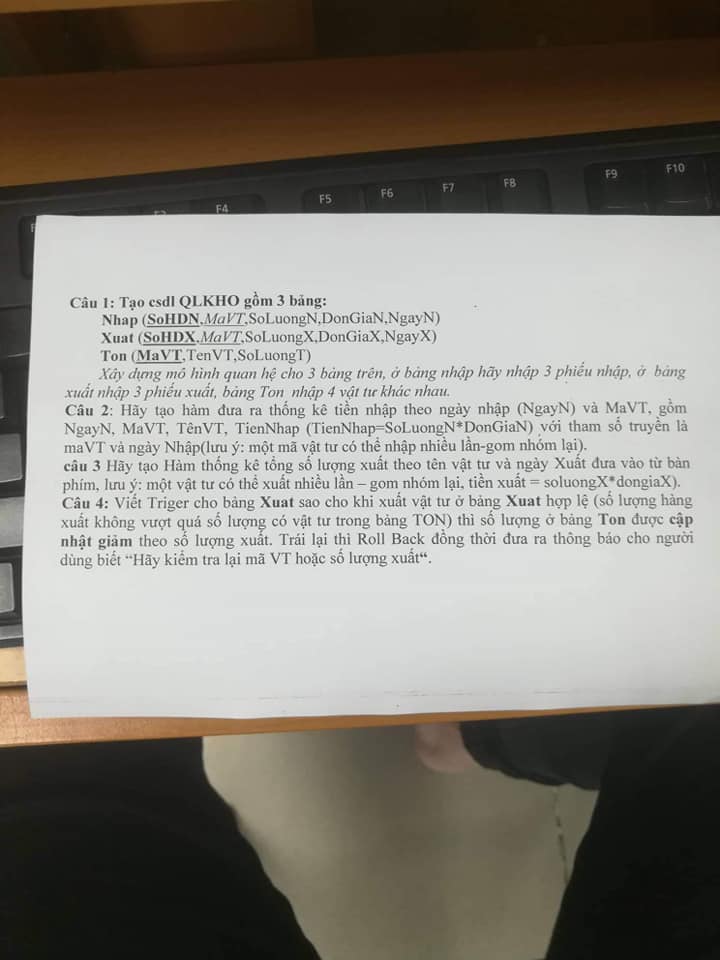 F4 F5 F6 F7 F8 F9 F10
Câu 1: Tạo csdl QLKHO gồm 3 bảng:
Nhap (SoHDN,MaVT,SoLuongN,DonGiaN,NgayN)
Xuat (SoHDX,MaVT,SoLuongX,DonGiaX,NgayX)
Ton (MaVT,TenVT,SoLuongT)
Xây dựng mô hình quan hệ cho 3 bảng trên, ở bảng nhập hãy nhập 3 phiếu nhập, ở bảng
xuất nhập 3 phiếu xuất, bảng Ton nhập 4 vật tư khác nhau.
Câu 2: Hãy tạo hàm đưa ra thống kê tiền nhập theo ngày nhập (NgayN) và MaVT, gồm
NgayN, MaVT, TênVT, TienNhap (TienNhap=SoLuongN*DonGiaN) với tham số truyền là
maVT và ngày Nhập(lưu ý: một mã vật tư có thể nhập nhiều lần-gom nhóm lại).
câu 3 Hãy tạo Hàm thống kê tổng số lượng xuất theo tên vật tư và ngày Xuất đưa vào từ bàn
phím, lưu ý: một vật tư có thể xuất nhiều lần – gom nhóm lại, tiền xuất = soluongX*dongiaX).
Câu 4: Viết Triger cho bảng Xuat sao cho khi xuất vật tư ở bảng Xuat hợp lệ (số lượng hàng
xuất không vượt quá số lượng có vật tư trong bảng TON) thì số lượng ở bảng Ton được cập
nhật giảm theo số lượng xuất. Trái lại thì Roll Back đồng thời đưa ra thông báo cho người
dùng biết “Hãy kiểm tra lại mã VT hoặc số lượng xuất“.